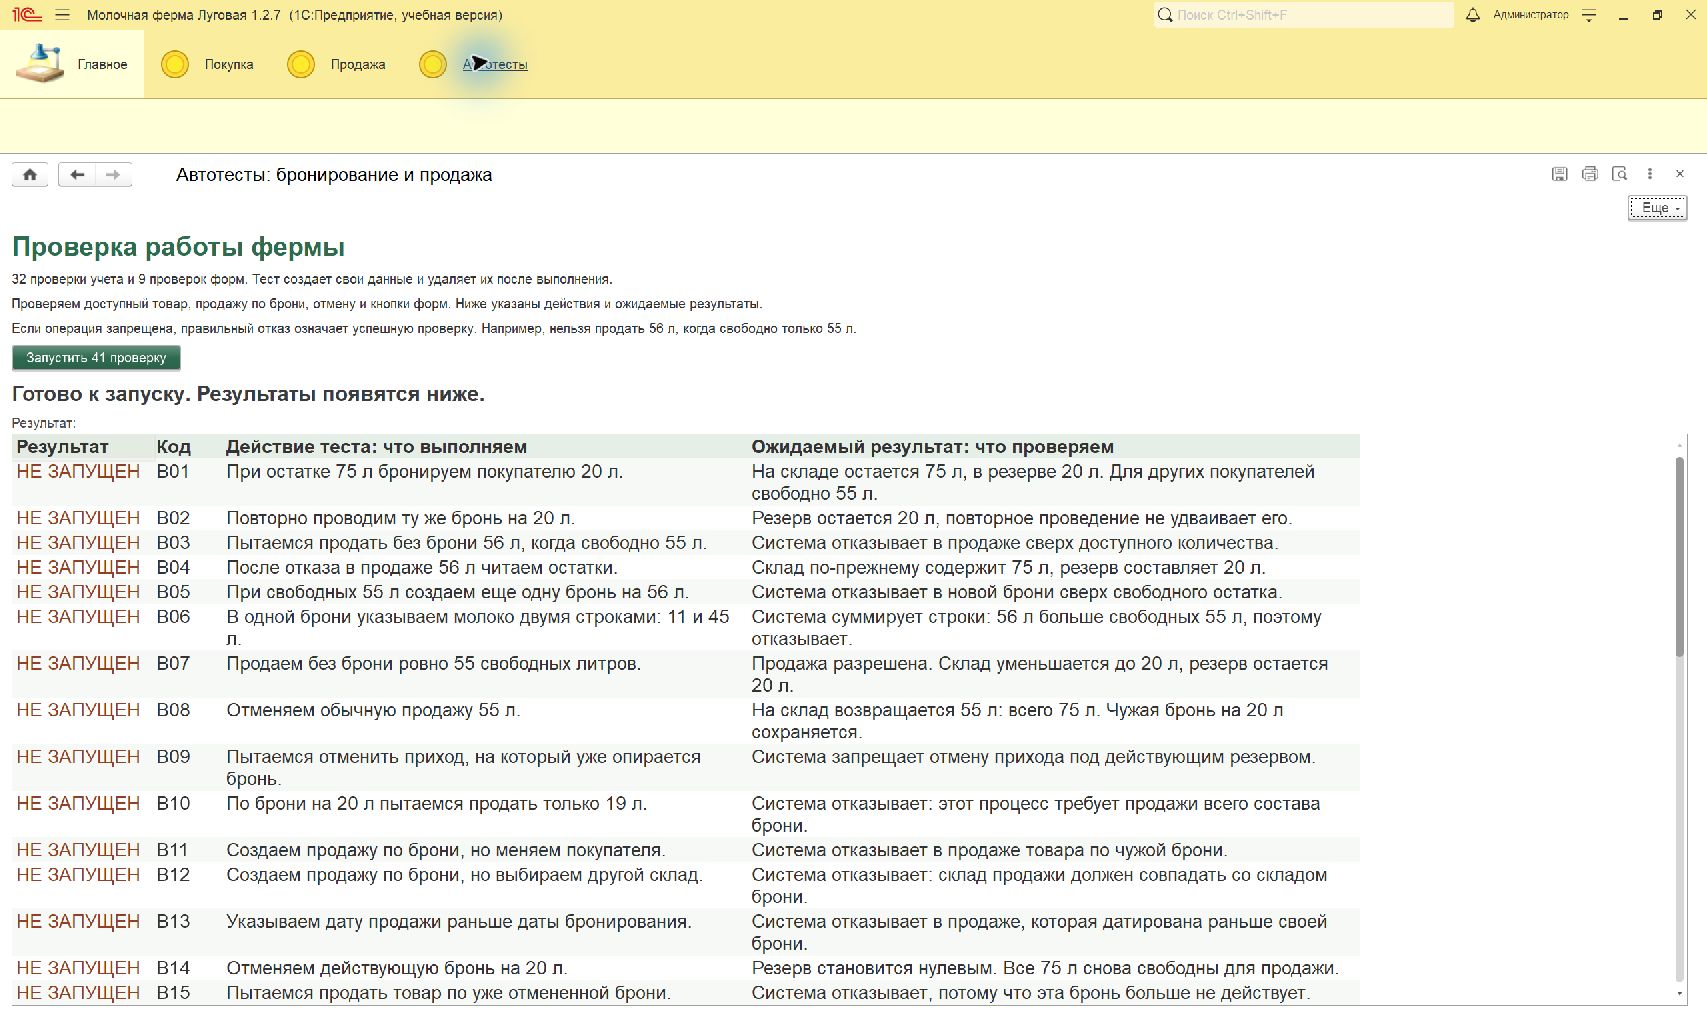 Молочная ферма Луговая 1.2.7 (1С:Предприятие, учебная версия)
Поиск Ctrl+Shift+F
Администратор
Главное
Покупка
Продажа
Автотесты
Автотесты: бронирование и продажа
Еще
Проверка работы фермы
32 проверки учета и 9 проверок форм. Тест создает свои данные и удаляет их после выполнения.
Проверяем доступный товар, продажу по брони, отмену и кнопки форм. Ниже указаны действия и ожидаемые результаты.
Если операция запрещена, правильный отказ означает успешную проверку. Например, нельзя продать 56 л, когда свободно только 55 л.
Запустить 41 проверку
Готово к запуску. Результаты появятся ниже.
Результат:
Результат Код Действие теста: что выполняем Ожидаемый результат: что проверяем
НЕ ЗАПУЩЕН B01 При остатке 75 л бронируем покупателю 20 л. На складе остается 75 л, в резерве 20 л. Для других покупателей
свободно 55 л.
НЕ ЗАПУЩЕН B02 Повторно проводим ту же бронь на 20 л. Резерв остается 20 л, повторное проведение не удваивает его.
НЕ ЗАПУЩЕН B03 Пытаемся продать без брони 56 л, когда свободно 55 л. Система отказывает в продаже сверх доступного количества.
НЕ ЗАПУЩЕН B04 После отказа в продаже 56 л читаем остатки. Склад по-прежнему содержит 75 л, резерв составляет 20 л.
НЕ ЗАПУЩЕН B05 При свободных 55 л создаем еще одну бронь на 56 л. Система отказывает в новой брони сверх свободного остатка.
НЕ ЗАПУЩЕН B06 В одной брони указываем молоко двумя строками: 11 и 45 Система суммирует строки: 56 л больше свободных 55 л, поэтому
л. отказывает.
НЕ ЗАПУЩЕН B07 Продаем без брони ровно 55 свободных литров. Продажа разрешена. Склад уменьшается до 20 л, резерв остается
20 л.
НЕ ЗАПУЩЕН B08 Отменяем обычную продажу 55 л. На склад возвращается 55 л: всего 75 л. Чужая бронь на 20 л
сохраняется.
НЕ ЗАПУЩЕН B09 Пытаемся отменить приход, на который уже опирается Система запрещает отмену прихода под действующим резервом.
бронь.
НЕ ЗАПУЩЕН B10 По брони на 20 л пытаемся продать только 19 л. Система отказывает: этот процесс требует продажи всего состава
брони.
НЕ ЗАПУЩЕН B11 Создаем продажу по брони, но меняем покупателя. Система отказывает в продаже товара по чужой брони.
НЕ ЗАПУЩЕН B12 Создаем продажу по брони, но выбираем другой склад. Система отказывает: склад продажи должен совпадать со складом
брони.
НЕ ЗАПУЩЕН B13 Указываем дату продажи раньше даты бронирования. Система отказывает в продаже, которая датирована раньше своей
брони.
НЕ ЗАПУЩЕН B14 Отменяем действующую бронь на 20 л. Резерв становится нулевым. Все 75 л снова свободны для продажи.
НЕ ЗАПУЩЕН B15 Пытаемся продать товар по уже отмененной брони. Система отказывает, потому что эта бронь больше не действует.